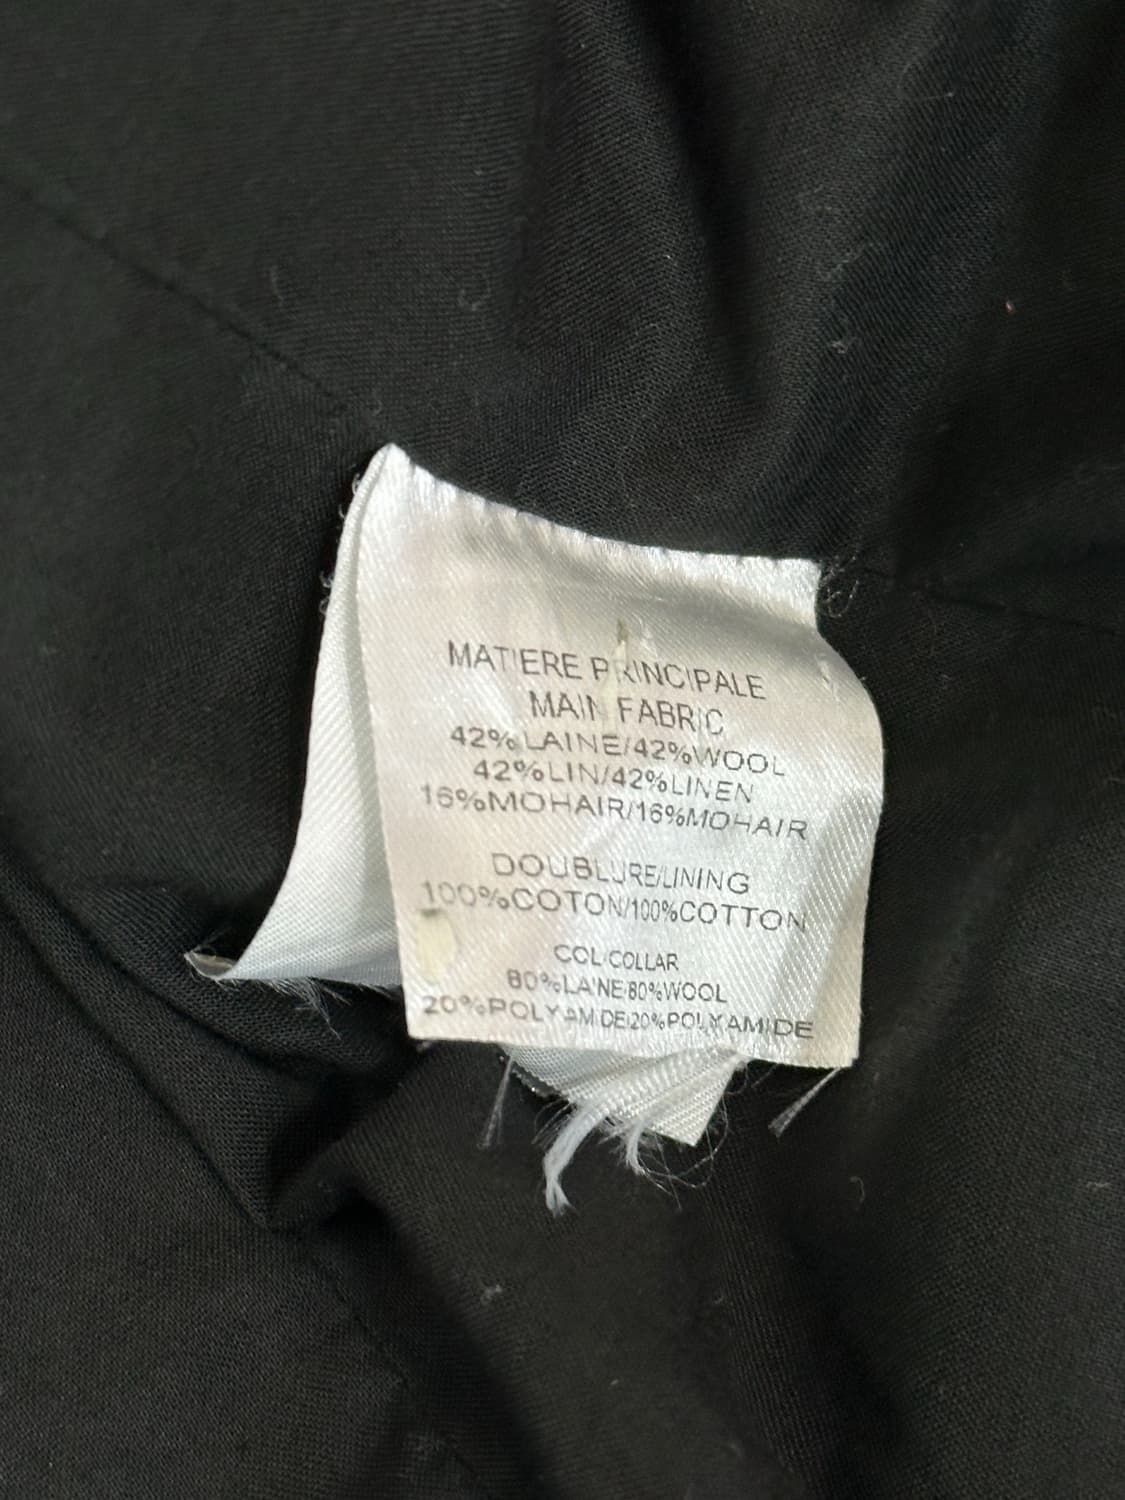 MATIERE PRINCIPALE
MAIN FABRIC
42%LAINE/42%WOOL
42%LIN/42%LINEN
16%MOHAIR/16%MOHAIR
DOUBLURE/LINING
100%COTON/100%COTTON
COL/COLLAR
80%LAINE/80%WOOL
20%POLYAMIDE/20%POLYAMIDE